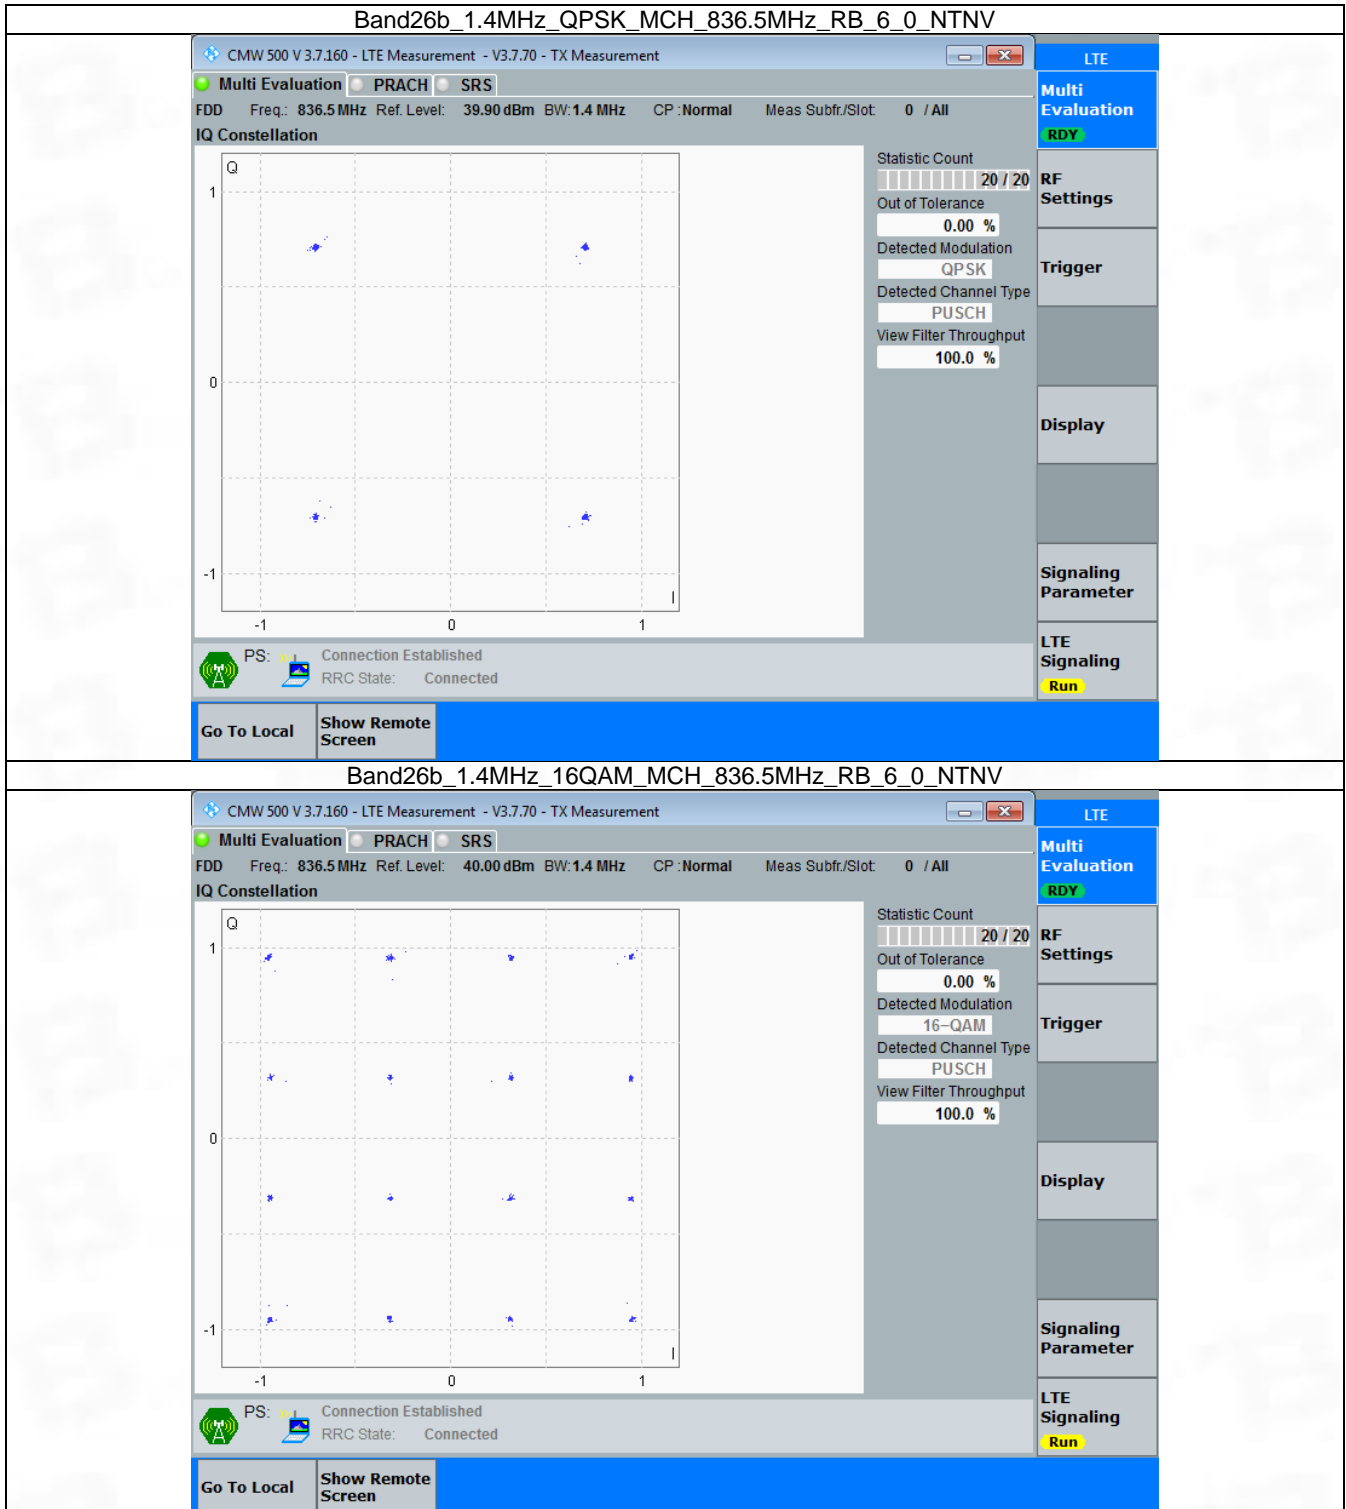 Band26b_1.4MHz_QPSK_MCH_836.5MHz_RB_6_0_NTNV
CMW 500 V 3.7.160 - LTE Measurement - V3.7.70 - TX Measurement
LTE
Multi Evaluation PRACH SRS
FDD Freq.: 836.5 MHz Ref. Level: 39.90 dBm BW: 1.4 MHz CP : Normal Meas Subfr./Slot: 0 / All
IQ Constellation
Q
1
0
-1
I
-1 0 1
Statistic Count
20 / 20
Out of Tolerance
0.00 %
Detected Modulation
QPSK
Detected Channel Type
PUSCH
View Filter Throughput
100.0 %
Multi
Evaluation
RDY
RF
Settings
Trigger
Display
Signaling
Parameter
LTE
Signaling
Run
PS: Connection Established
RRC State: Connected
Go To Local
Show Remote
Screen
Band26b_1.4MHz_16QAM_MCH_836.5MHz_RB_6_0_NTNV
CMW 500 V 3.7.160 - LTE Measurement - V3.7.70 - TX Measurement
LTE
Multi Evaluation PRACH SRS
FDD Freq.: 836.5 MHz Ref. Level: 40.00 dBm BW: 1.4 MHz CP : Normal Meas Subfr./Slot: 0 / All
IQ Constellation
Q
1
0
-1
I
-1 0 1
Statistic Count
20 / 20
Out of Tolerance
0.00 %
Detected Modulation
16-QAM
Detected Channel Type
PUSCH
View Filter Throughput
100.0 %
Multi
Evaluation
RDY
RF
Settings
Trigger
Display
Signaling
Parameter
LTE
Signaling
Run
PS: Connection Established
RRC State: Connected
Go To Local
Show Remote
Screen